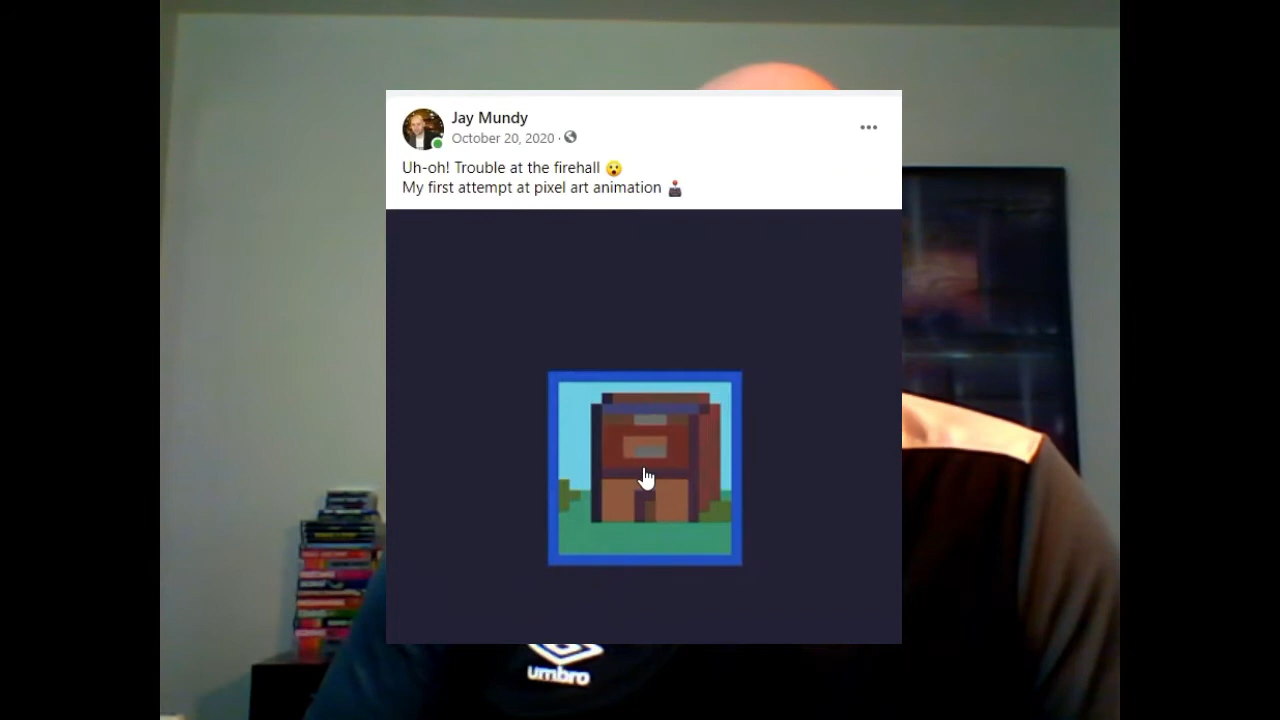 Jay Mundy
October 20, 2020 ·
Uh-oh! Trouble at the firehall 😮
My first attempt at pixel art animation 🕹️
umbro